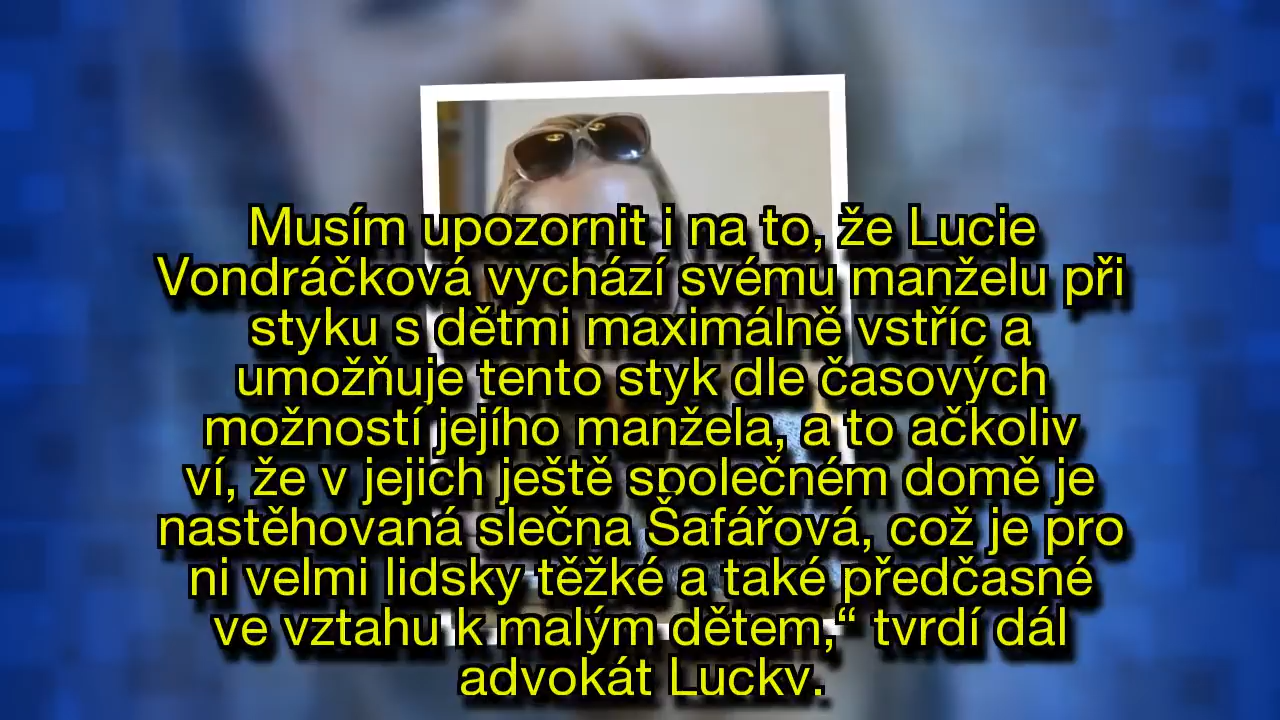 Musím upozornit i na to, že Lucie
Vondráčková vychází svému manželu při
styku s dětmi maximálně vstříc a
umožňuje tento styk dle časových
možností jejího manžela, a to ačkoliv
ví, že v jejich ještě společném domě je
nastěhovaná slečna Šafářová, což je pro
ni velmi lidsky těžké a také předčasné
ve vztahu k malým dětem,“ tvrdí dál
advokát Lucky.